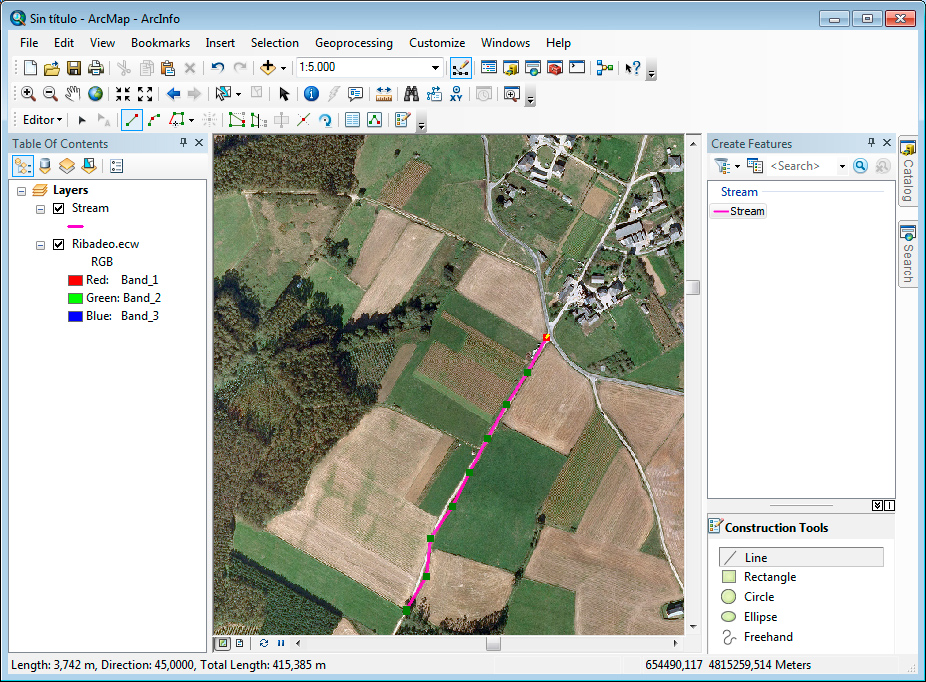 Sin título - ArcMap - ArcInfo
File Edit View Bookmarks Insert Selection Geoprocessing Customize Windows Help
1:5.000
XY
Editor
Table Of Contents
Create Features
Layers
Stream
Ribadeo.ecw
RGB
Red: Band_1
Green: Band_2
Blue: Band_3
<Search>
Stream
Stream
Catalog
Search
Construction Tools
Line
Rectangle
Circle
Ellipse
Freehand
Length: 3,742 m, Direction: 45,0000, Total Length: 415,385 m
654490,117 4815259,514 Meters